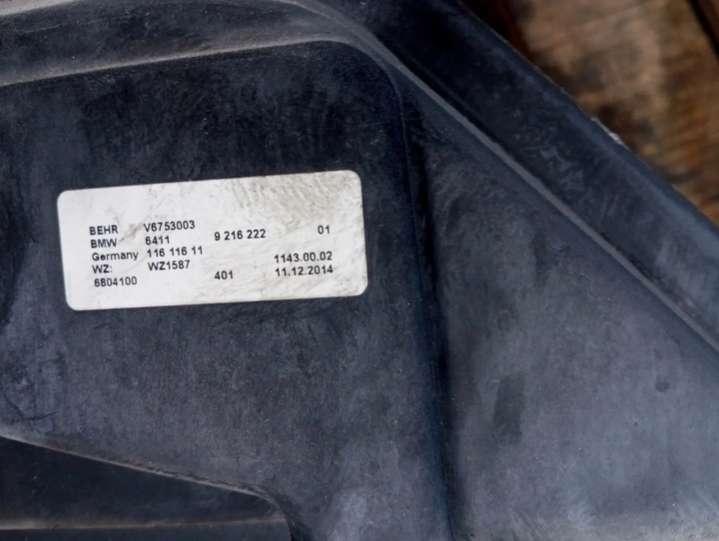 BEHR V6753003
BMW 6411 9 216 222 01
Germany 116 116 11
WZ: WZ1587 1143.00.02
6804100 401 11.12.2014